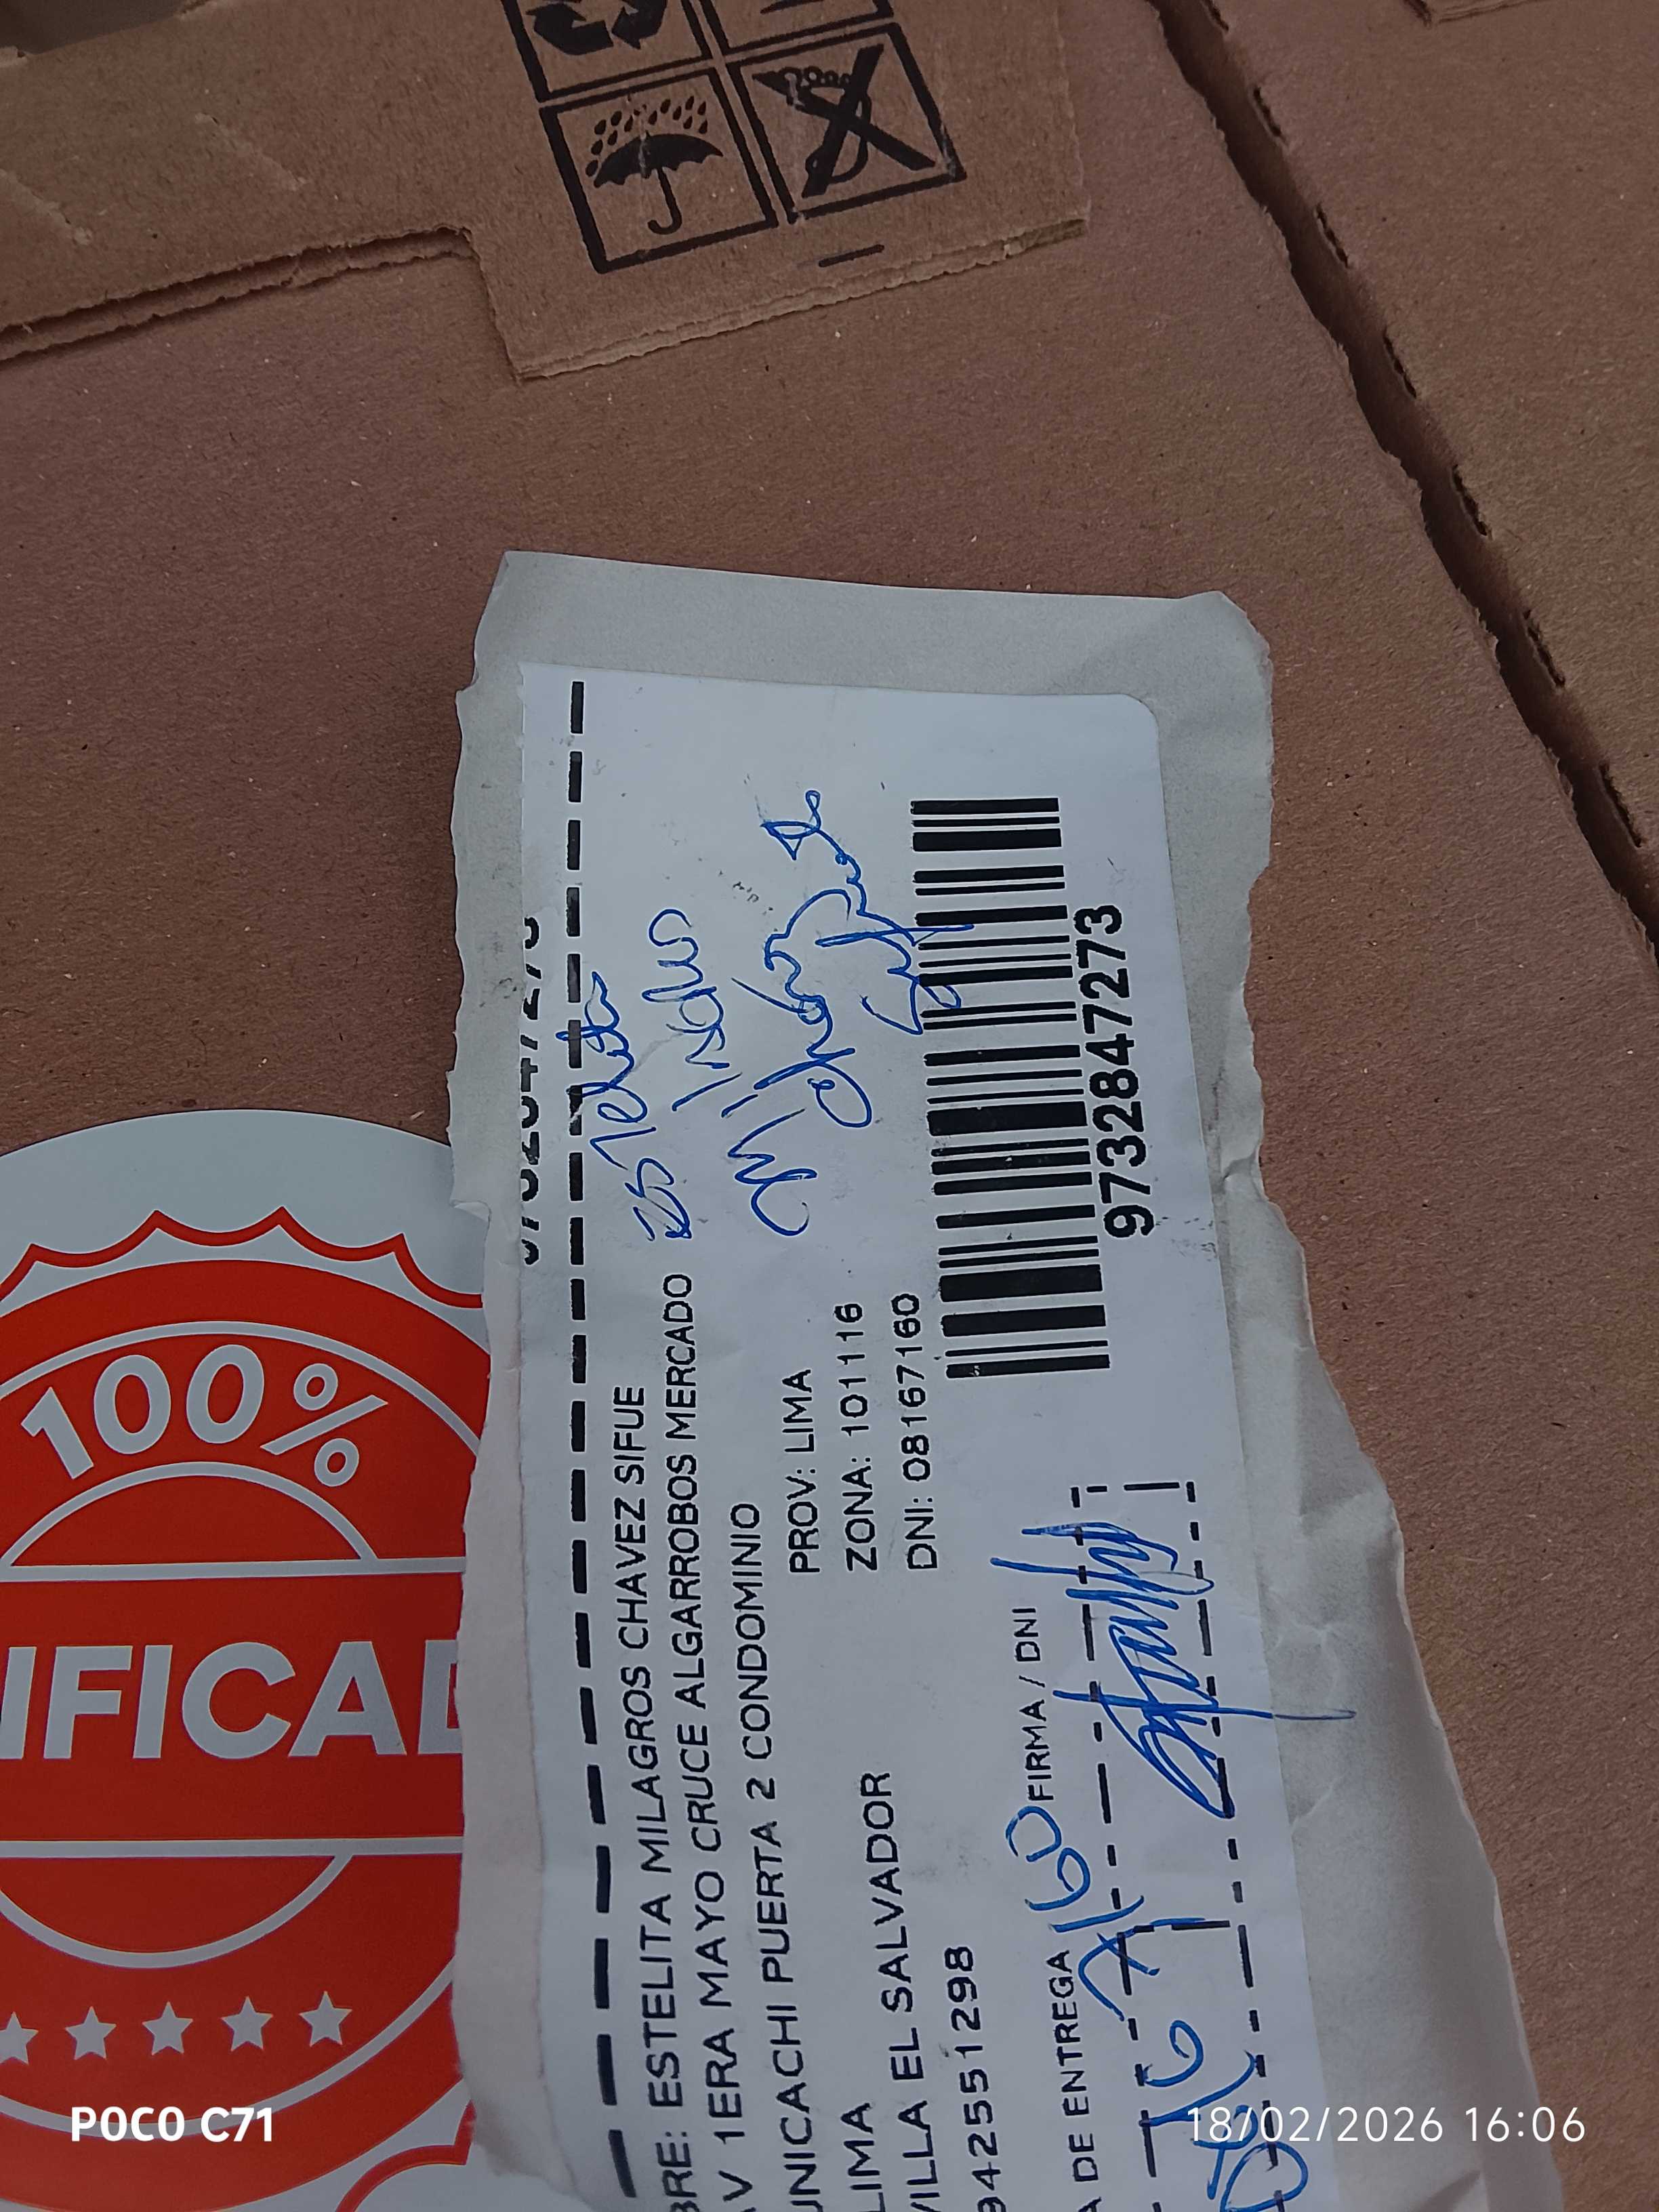 100%
IFICAD
BRE: ESTELITA MILAGROS CHAVEZ SIFUE
AV 1ERA MAYO CRUCE ALGARROBOS MERCADO
UNICACHI PUERTA 2 CONDOMINIO
LIMA
PROV: LIMA
VILLA EL SALVADOR
ZONA: 101116
942551298
DNI: 08167160
A DE ENTREGA
FIRMA / DNI
Estelita
Milagros
9732847273
POCO C71
18/02/2026 16:06